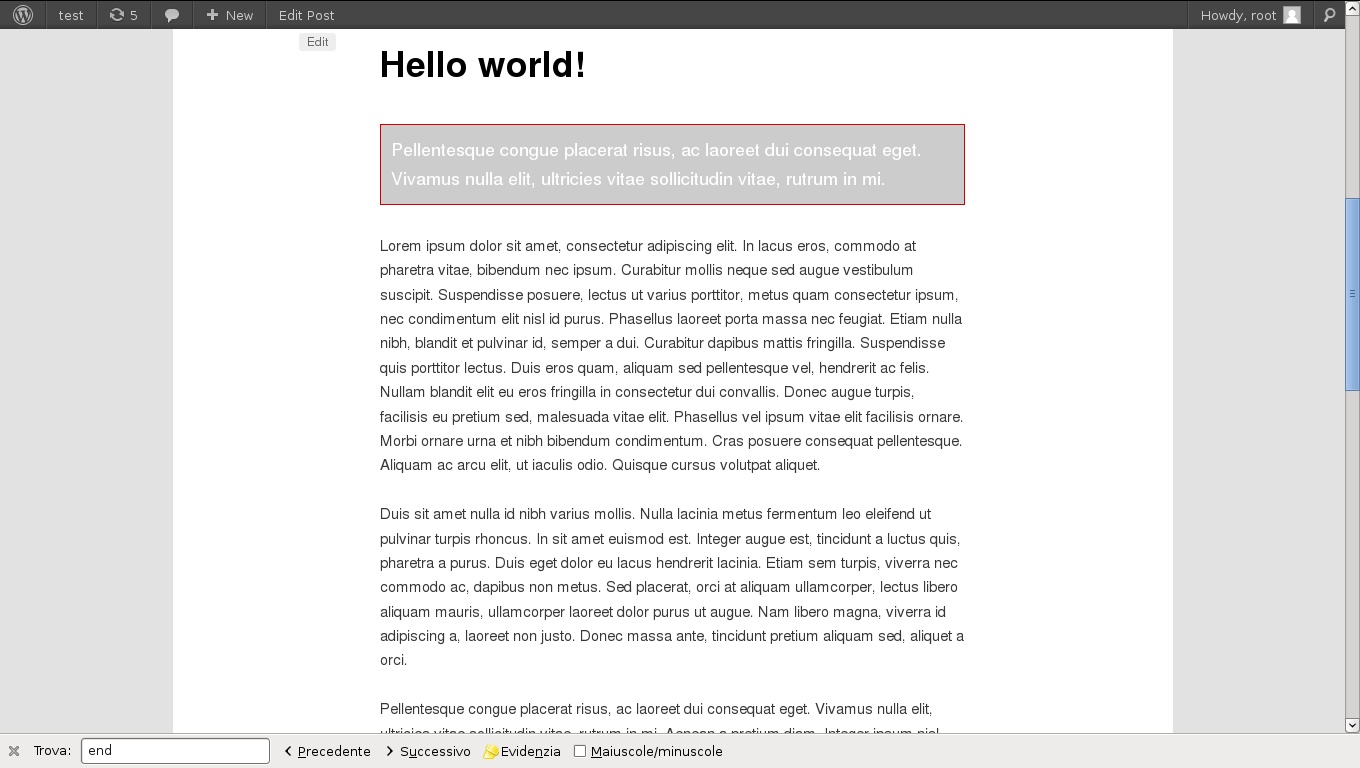 test 5 New Edit Post Howdy, root
Edit
Hello world!
Pellentesque congue placerat risus, ac laoreet dui consequat eget.
Vivamus nulla elit, ultricies vitae sollicitudin vitae, rutrum in mi.
Lorem ipsum dolor sit amet, consectetur adipiscing elit. In lacus eros, commodo at
pharetra vitae, bibendum nec ipsum. Curabitur mollis neque sed augue vestibulum
suscipit. Suspendisse posuere, lectus ut varius porttitor, metus quam consectetur ipsum,
nec condimentum elit nisl id purus. Phasellus laoreet porta massa nec feugiat. Etiam nulla
nibh, blandit et pulvinar id, semper a dui. Curabitur dapibus mattis fringilla. Suspendisse
quis porttitor lectus. Duis eros quam, aliquam sed pellentesque vel, hendrerit ac felis.
Nullam blandit elit eu eros fringilla in consectetur dui convallis. Donec augue turpis,
facilisis eu pretium sed, malesuada vitae elit. Phasellus vel ipsum vitae elit facilisis ornare.
Morbi ornare urna et nibh bibendum condimentum. Cras posuere consequat pellentesque.
Aliquam ac arcu elit, ut iaculis odio. Quisque cursus volutpat aliquet.
Duis sit amet nulla id nibh varius mollis. Nulla lacinia metus fermentum leo eleifend ut
pulvinar turpis rhoncus. In sit amet euismod est. Integer augue est, tincidunt a luctus quis,
pharetra a purus. Duis eget dolor eu lacus hendrerit lacinia. Etiam sem turpis, viverra nec
commodo ac, dapibus non metus. Sed placerat, orci at aliquam ullamcorper, lectus libero
aliquam mauris, ullamcorper laoreet dolor purus ut augue. Nam libero magna, viverra id
adipiscing a, laoreet non justo. Donec massa ante, tincidunt pretium aliquam sed, aliquet a
orci.
Pellentesque congue placerat risus, ac laoreet dui consequat eget. Vivamus nulla elit,
ultricies vitae sollicitudin vitae, rutrum in mi. Aenean a pretium diam. Integer ipsum nisl
Trova: end Precedente Successivo Evidenzia Maiuscole/minuscole